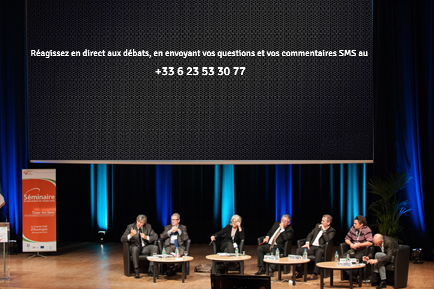 Réagissez en direct aux débats, en envoyant vos questions et vos commentaires SMS au
+33 6 23 53 30 77
Séminaire